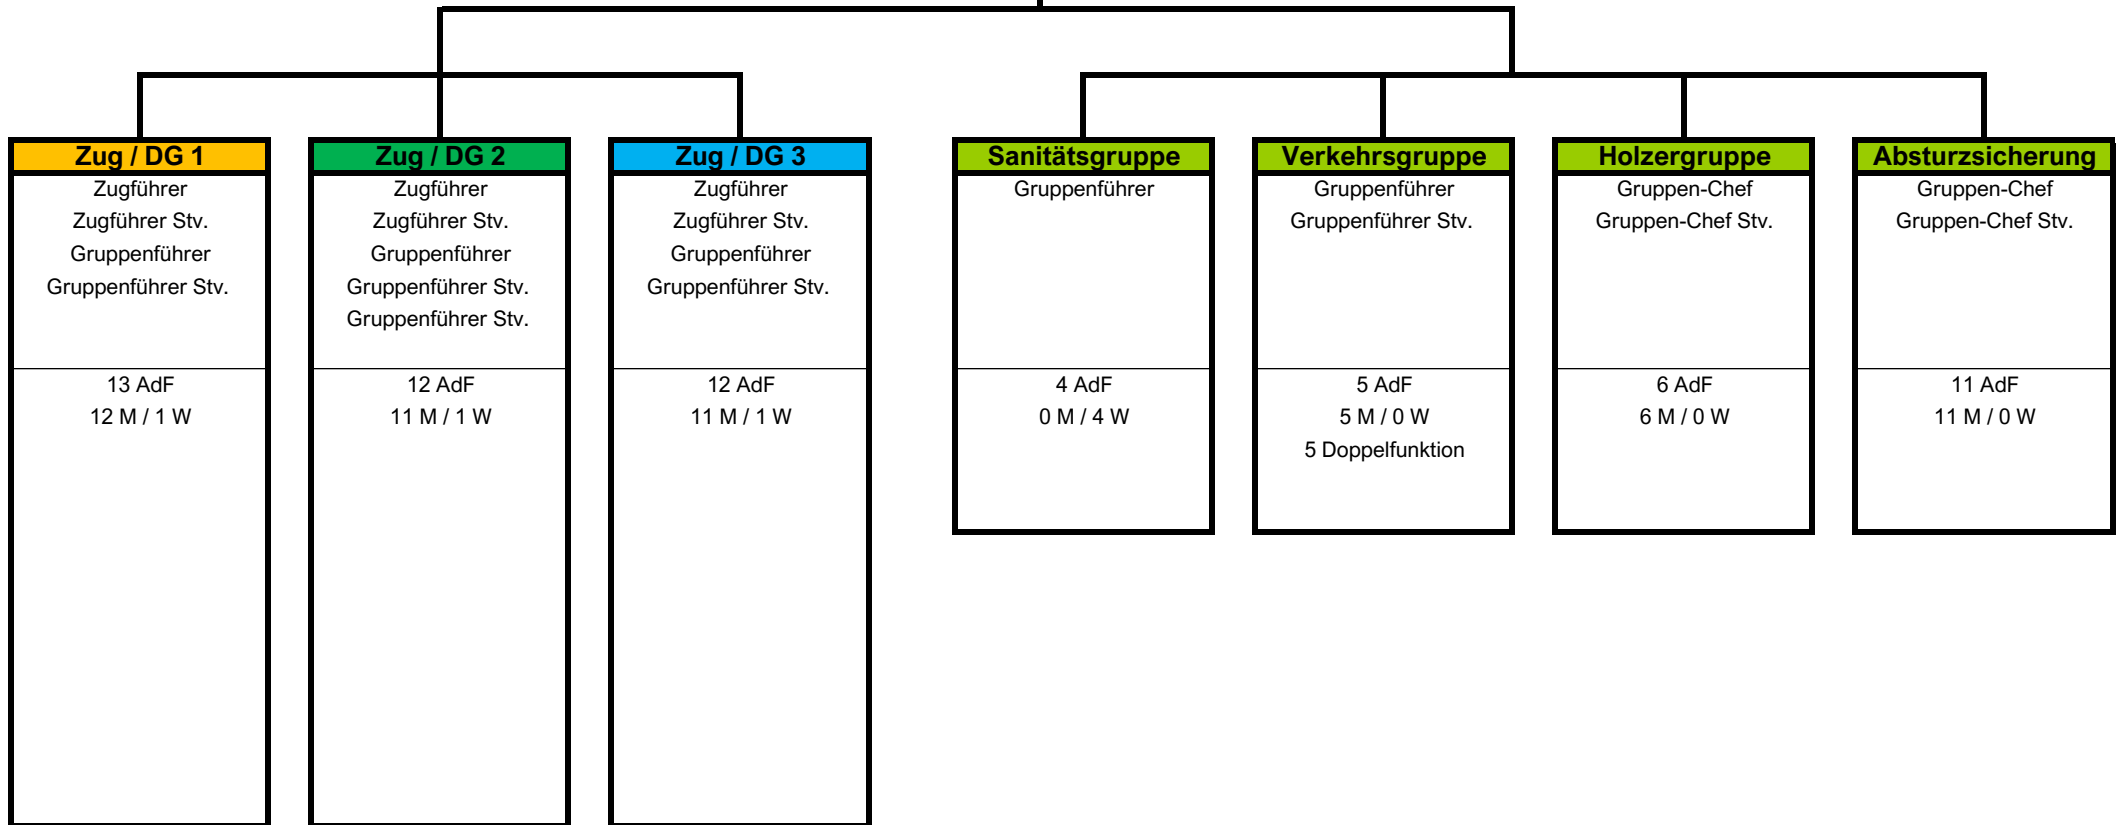 Zug / DG 1
Zugführer
Zugführer Stv.
Gruppenführer
Gruppenführer Stv.
13 AdF
12 M / 1 W
Zug / DG 2
Zugführer
Zugführer Stv.
Gruppenführer
Gruppenführer Stv.
Gruppenführer Stv.
12 AdF
11 M / 1 W
Zug / DG 3
Zugführer
Zugführer Stv.
Gruppenführer
Gruppenführer Stv.
12 AdF
11 M / 1 W
Sanitätsgruppe
Gruppenführer
4 AdF
0 M / 4 W
Verkehrsgruppe
Gruppenführer
Gruppenführer Stv.
5 AdF
5 M / 0 W
5 Doppelfunktion
Holzergruppe
Gruppen-Chef
Gruppen-Chef Stv.
6 AdF
6 M / 0 W
Absturzsicherung
Gruppen-Chef
Gruppen-Chef Stv.
11 AdF
11 M / 0 W